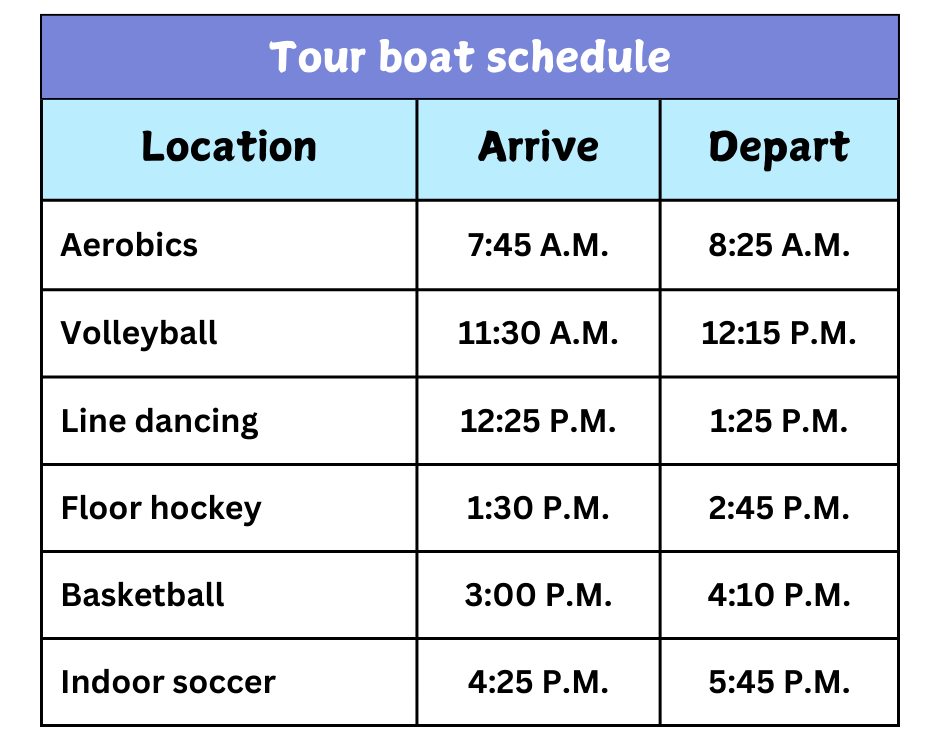 Tour boat schedule
Location Arrive Depart
Aerobics 7:45 A.M. 8:25 A.M.
Volleyball 11:30 A.M. 12:15 P.M.
Line dancing 12:25 P.M. 1:25 P.M.
Floor hockey 1:30 P.M. 2:45 P.M.
Basketball 3:00 P.M. 4:10 P.M.
Indoor soccer 4:25 P.M. 5:45 P.M.